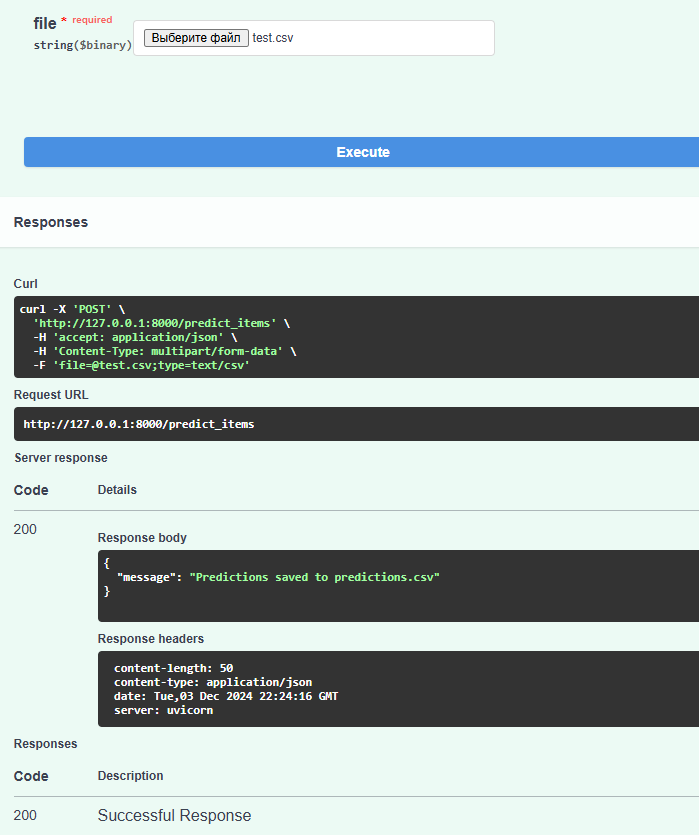 file * required
string($binary) Выберите файл test.csv
Execute
Responses
Curl
curl -X 'POST' \
'http://127.0.0.1:8000/predict_items' \
-H 'accept: application/json' \
-H 'Content-Type: multipart/form-data' \
-F 'file=@test.csv;type=text/csv'
Request URL
http://127.0.0.1:8000/predict_items
Server response
Code Details
200
Response body
{
"message": "Predictions saved to predictions.csv"
}
Response headers
content-length: 50
content-type: application/json
date: Tue,03 Dec 2024 22:24:16 GMT
server: uvicorn
Responses
Code Description
200 Successful Response